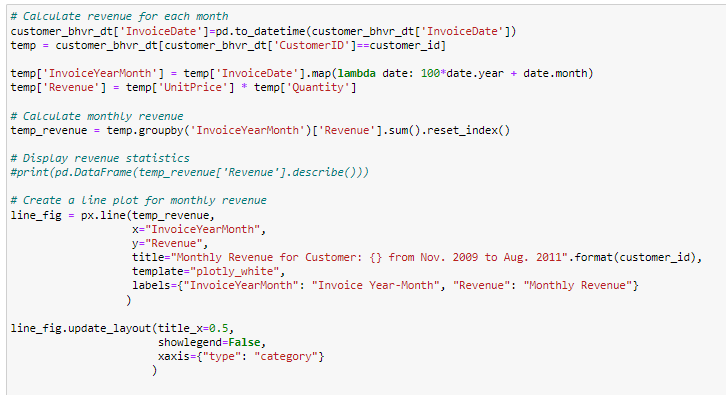 # Calculate revenue for each month
customer_bhvr_dt['InvoiceDate']=pd.to_datetime(customer_bhvr_dt['InvoiceDate'])
temp = customer_bhvr_dt[customer_bhvr_dt['CustomerID']==customer_id]
temp['InvoiceYearMonth'] = temp['InvoiceDate'].map(lambda date: 100*date.year + date.month)
temp['Revenue'] = temp['UnitPrice'] * temp['Quantity']
# Calculate monthly revenue
temp_revenue = temp.groupby('InvoiceYearMonth')['Revenue'].sum().reset_index()
# Display revenue statistics
#print(pd.DataFrame(temp_revenue['Revenue'].describe()))
# Create a line plot for monthly revenue
line_fig = px.line(temp_revenue,
x="InvoiceYearMonth",
y="Revenue",
title="Monthly Revenue for Customer: {} from Nov. 2009 to Aug. 2011".format(customer_id),
template="plotly_white",
labels={"InvoiceYearMonth": "Invoice Year-Month", "Revenue": "Monthly Revenue"}
)
line_fig.update_layout(title_x=0.5,
showlegend=False,
xaxis={"type": "category"}
)